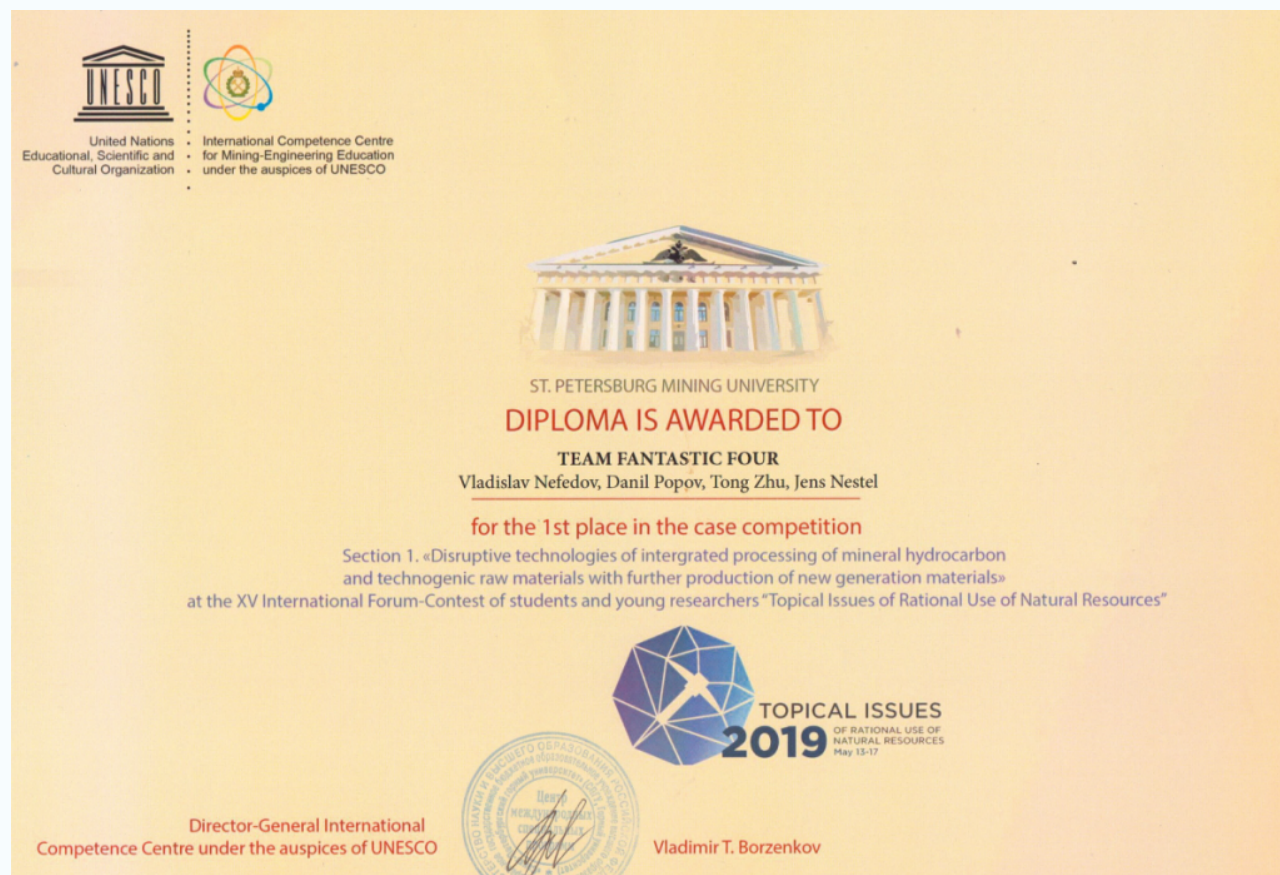 UNESCO
United Nations
Educational, Scientific and
Cultural Organization
International Competence Centre
for Mining-Engineering Education
under the auspices of UNESCO
ST. PETERSBURG MINING UNIVERSITY
DIPLOMA IS AWARDED TO
TEAM FANTASTIC FOUR
Vladislav Nefedov, Danil Popov, Tong Zhu, Jens Nestel
for the 1st place in the case competition
Section 1. «Disruptive technologies of intergrated processing of mineral hydrocarbon
and technogenic raw materials with further production of new generation materials»
at the XV International Forum-Contest of students and young researchers "Topical Issues of Rational Use of Natural Resources"
TOPICAL ISSUES
2019
OF RATIONAL USE OF
NATURAL RESOURCES
May 13-17
Центр
международных
Director-General International
Competence Centre under the auspices of UNESCO
Vladimir T. Borzenkov